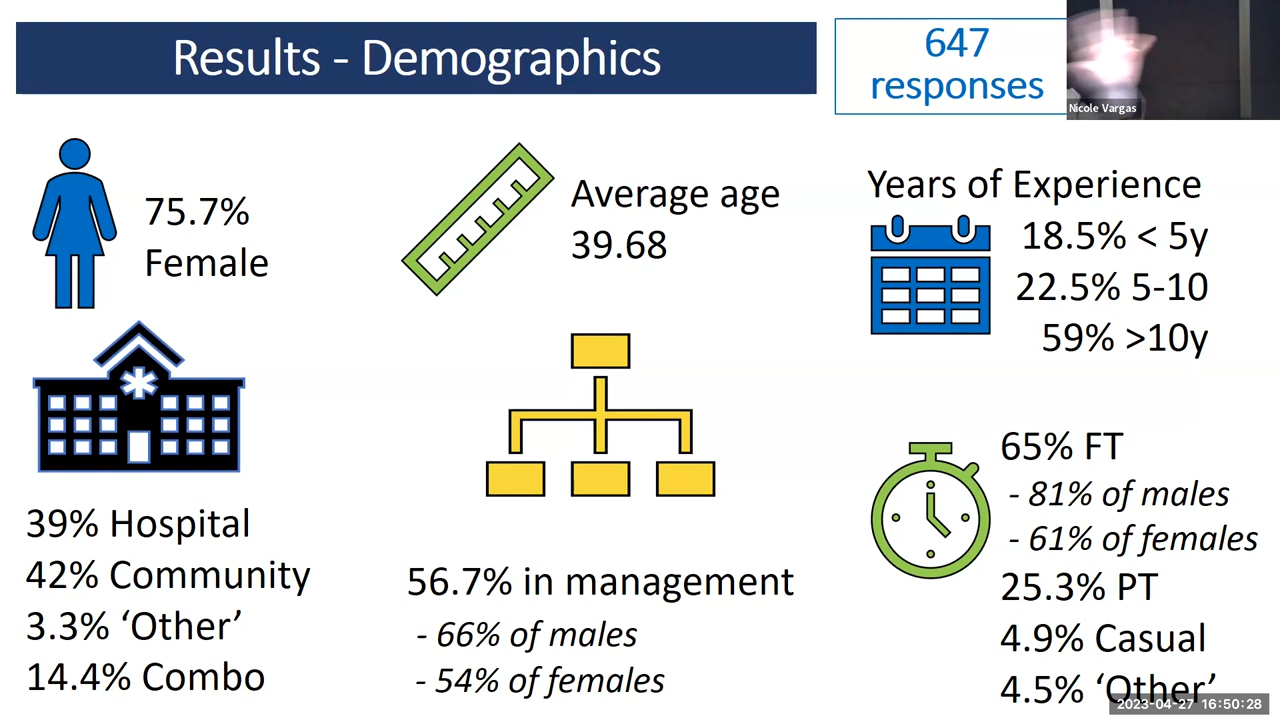 Results - Demographics
647
responses
Nicole Vargas
75.7%
Female
Average age
39.68
Years of Experience
18.5% < 5y
22.5% 5-10
59% >10y
39% Hospital
42% Community
3.3% ‘Other’
14.4% Combo
56.7% in management
- 66% of males
- 54% of females
65% FT
- 81% of males
- 61% of females
25.3% PT
4.9% Casual
4.5% ‘Other’
2023-04-27 16:50:28